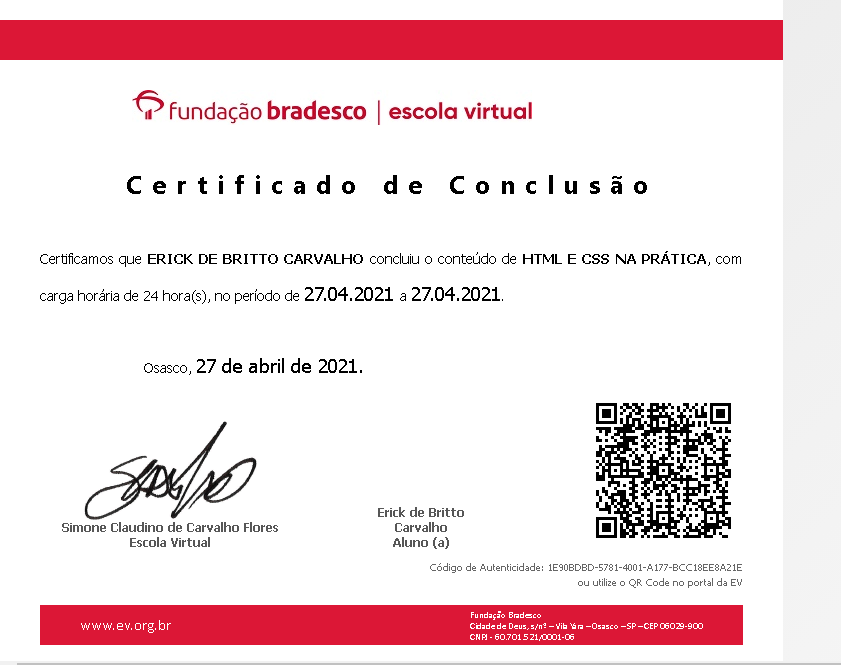 fundação bradesco | escola virtual
Certificado de Conclusão
Certificamos que ERICK DE BRITTO CARVALHO concluiu o conteúdo de HTML E CSS NA PRÁTICA, com
carga horária de 24 hora(s), no período de 27.04.2021 a 27.04.2021.
Osasco, 27 de abril de 2021.
Simone Claudino de Carvalho Flores
Escola Virtual
Erick de Britto
Carvalho
Aluno (a)
Código de Autenticidade: 1E90BDBD-5781-4001-A177-BCC18EE8A21E
ou utilize o QR Code no portal da EV
www.ev.org.br
Fundação Bradesco
Cidade de Deus, s/nº – Vila Yara – Osasco – SP – CEP 06029-900
CNPJ - 60.701.521/0001-06